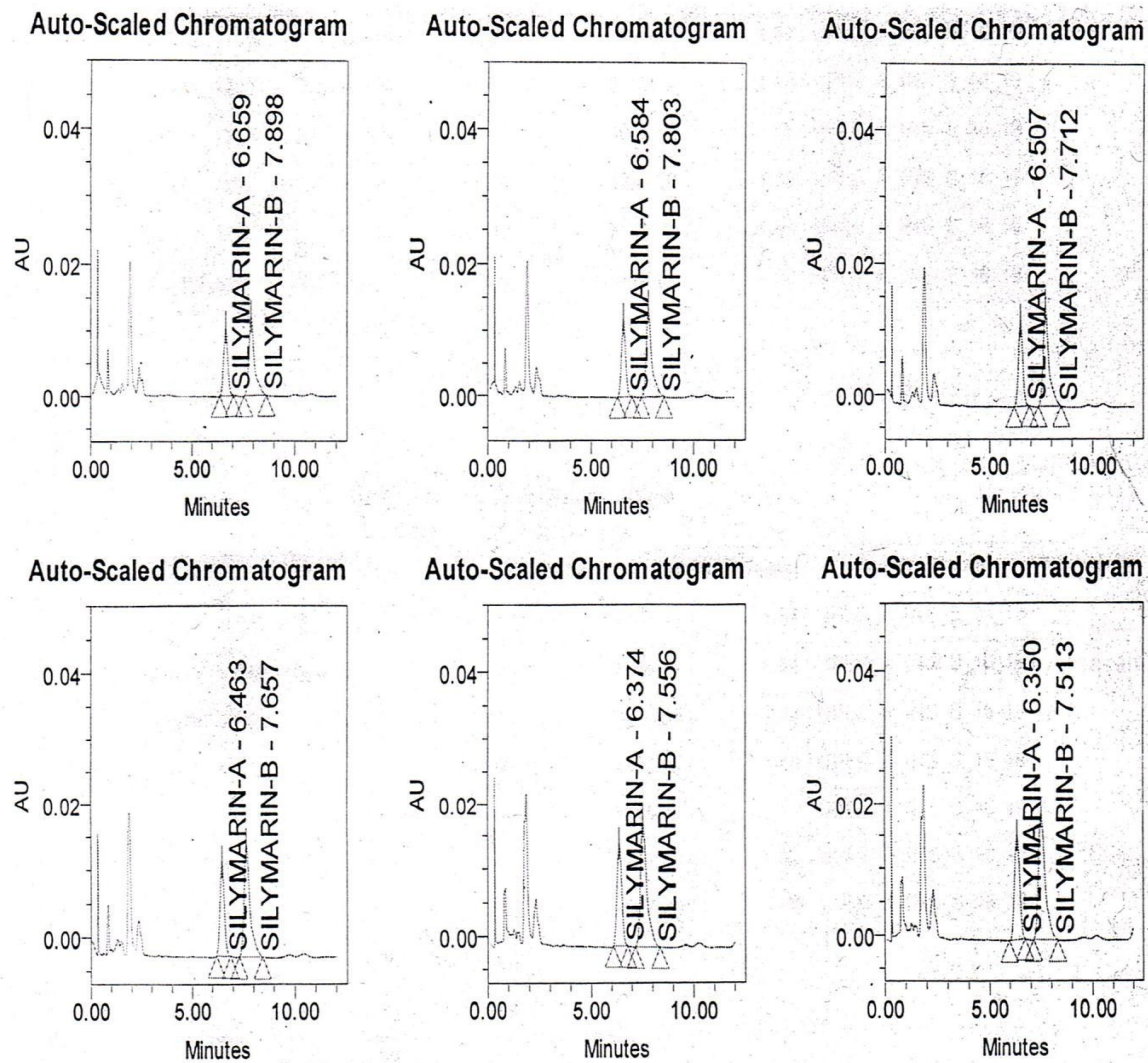 Auto-Scaled Chromatogram
AU
0.04
0.02
0.00
SILYMARIN-A - 6.659
SILYMARIN-B - 7.898
0.00 5.00 10.00
Minutes
Auto-Scaled Chromatogram
AU
0.04
0.02
0.00
SILYMARIN-A - 6.584
SILYMARIN-B - 7.803
0.00 5.00 10.00
Minutes
Auto-Scaled Chromatogram
AU
0.04
0.02
0.00
SILYMARIN-A - 6.507
SILYMARIN-B - 7.712
0.00 5.00 10.00
Minutes
Auto-Scaled Chromatogram
AU
0.04
0.02
0.00
SILYMARIN-A - 6.463
SILYMARIN-B - 7.657
0.00 5.00 10.00
Minutes
Auto-Scaled Chromatogram
AU
0.04
0.02
0.00
SILYMARIN-A - 6.374
SILYMARIN-B - 7.556
0.00 5.00 10.00
Minutes
Auto-Scaled Chromatogram
AU
0.04
0.02
0.00
SILYMARIN-A - 6.350
SILYMARIN-B - 7.513
0.00 5.00 10.00
Minutes